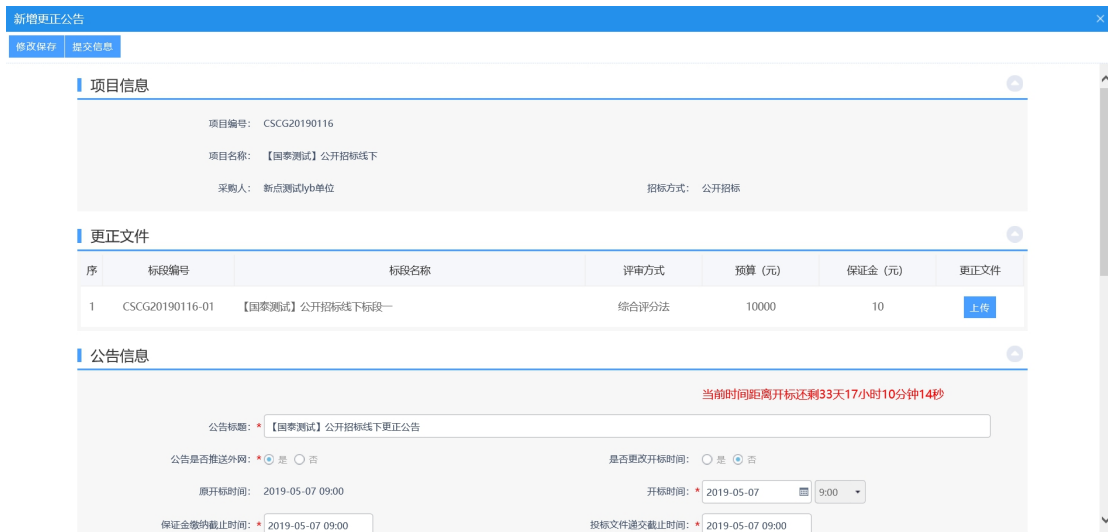 新增更正公告
修改保存 提交信息
项目信息
项目编号： CSCG20190116
项目名称： 【国泰测试】公开招标线下
采购人： 新点测试lyb单位 招标方式： 公开招标
更正文件
序 标段编号 标段名称 评审方式 预算（元） 保证金（元） 更正文件
1 CSCG20190116-01 【国泰测试】公开招标线下标段一 综合评分法 10000 10 上传
公告信息
当前时间距离开标还剩33天17小时10分钟14秒
公告标题： * 【国泰测试】公开招标线下更正公告
公告是否推送外网： * 是 否 是否更改开标时间： 是 否
原开标时间： 2019-05-07 09:00 开标时间： * 2019-05-07 9:00
保证金缴纳截止时间： * 2019-05-07 09:00 投标文件递交截止时间： * 2019-05-07 09:00